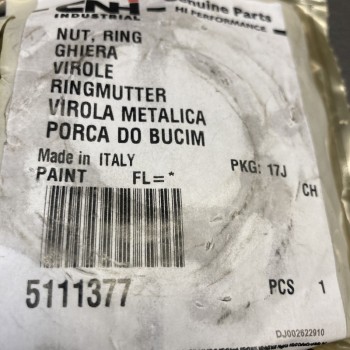 CNH
INDUSTRIAL
Genuine Parts
HI PERFORMANCE
NUT, RING
GHIERA
VIROLE
RINGMUTTER
VIROLA METALICA
PORCA DO BUCIM
Made in ITALY
PKG: 17J
PAINT FL=*
/CH
5111377
PCS 1
DJ002622910